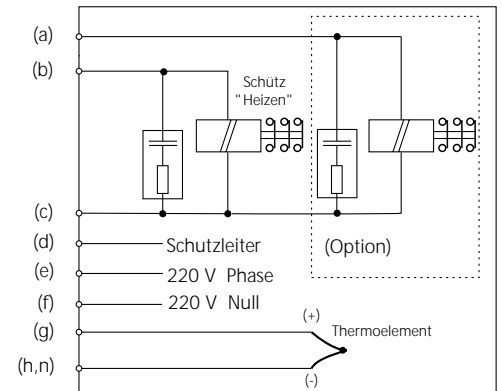 (a)
(b)
Schütz
"Heizen"
(c)
(d) Schutzleiter (Option)
(e) 220 V Phase
(f) 220 V Null
(g) (+) Thermoelement
(h,n) (-)